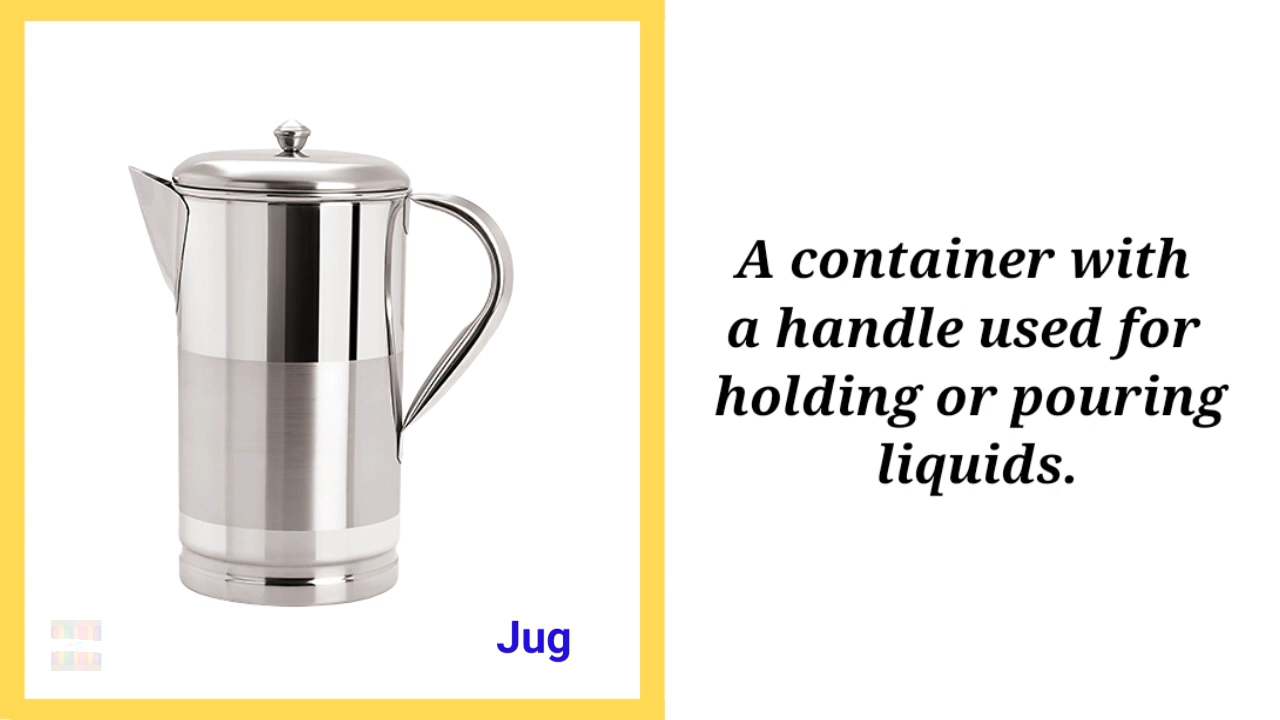 Jug
A container with
a handle used for
holding or pouring
liquids.